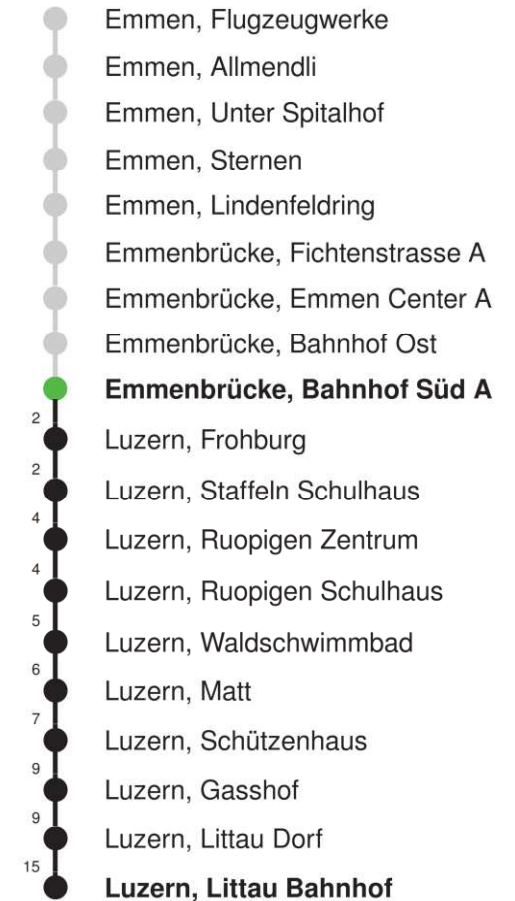 Emmen, Flugzeugwerke
Emmen, Allmendli
Emmen, Unter Spitalhof
Emmen, Sternen
Emmen, Lindenfeldring
Emmenbrücke, Fichtenstrasse A
Emmenbrücke, Emmen Center A
Emmenbrücke, Bahnhof Ost
Emmenbrücke, Bahnhof Süd A
2 Luzern, Frohburg
2 Luzern, Staffeln Schulhaus
4 Luzern, Ruopigen Zentrum
4 Luzern, Ruopigen Schulhaus
5 Luzern, Waldschwimmbad
6 Luzern, Matt
7 Luzern, Schützenhaus
9 Luzern, Gasshof
9 Luzern, Littau Dorf
15 Luzern, Littau Bahnhof